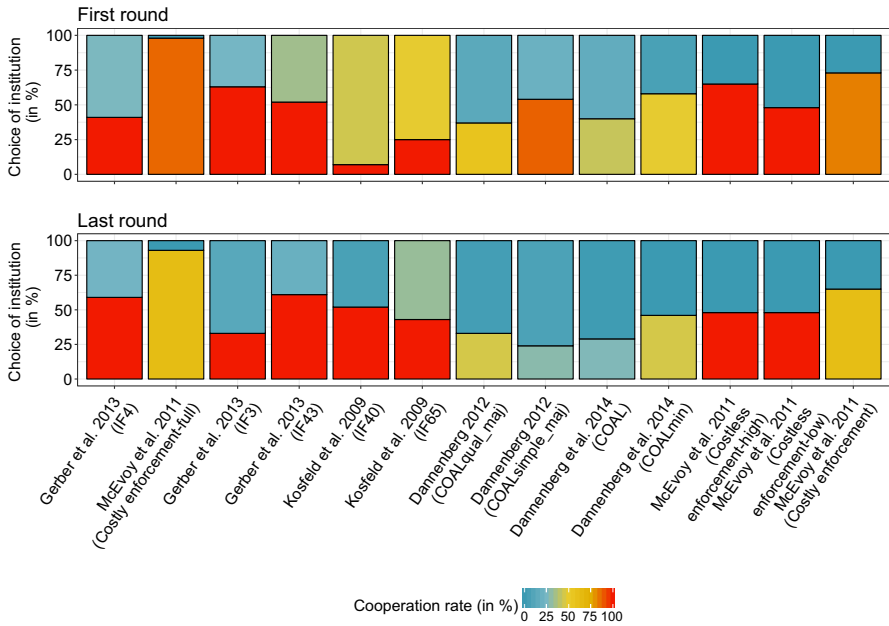 First round
Choice of institution
(in %)
100
75
50
25
0
Last round
Choice of institution
(in %)
100
75
50
25
0
Gerber et al. 2013
(IF4)
McEvoy et al. 2011
(Costly enforcement-full)
Gerber et al. 2013
(IF3)
Gerber et al. 2013
(IF43)
Kosfeld et al. 2009
(IF40)
Kosfeld et al. 2009
(IF65)
Dannenberg 2012
(COALqual_maj)
Dannenberg 2012
(COALsimple_maj)
Dannenberg et al. 2014
(COAL)
Dannenberg et al. 2014
(COALmin)
McEvoy et al. 2011
(Costless
enforcement-high)
McEvoy et al. 2011
(Costless
enforcement-low)
McEvoy et al. 2011
(Costly enforcement)
Cooperation rate (in %)
0 25 50 75 100